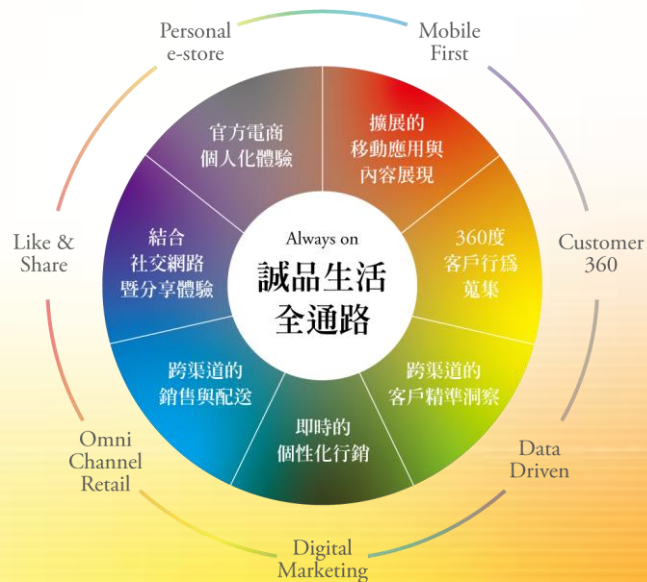 Personal
e-store
Mobile
First
官方電商
個人化體驗
擴展的
移動應用與
內容展現
Like &
Share
結合
社交網路
暨分享體驗
Always on
誠品生活
全通路
360度
客戶行為
蒐集
Customer
360
跨渠道的
銷售與配送
跨渠道的
客戶精準洞察
即時的
個性化行銷
Omni
Channel
Retail
Data
Driven
Digital
Marketing